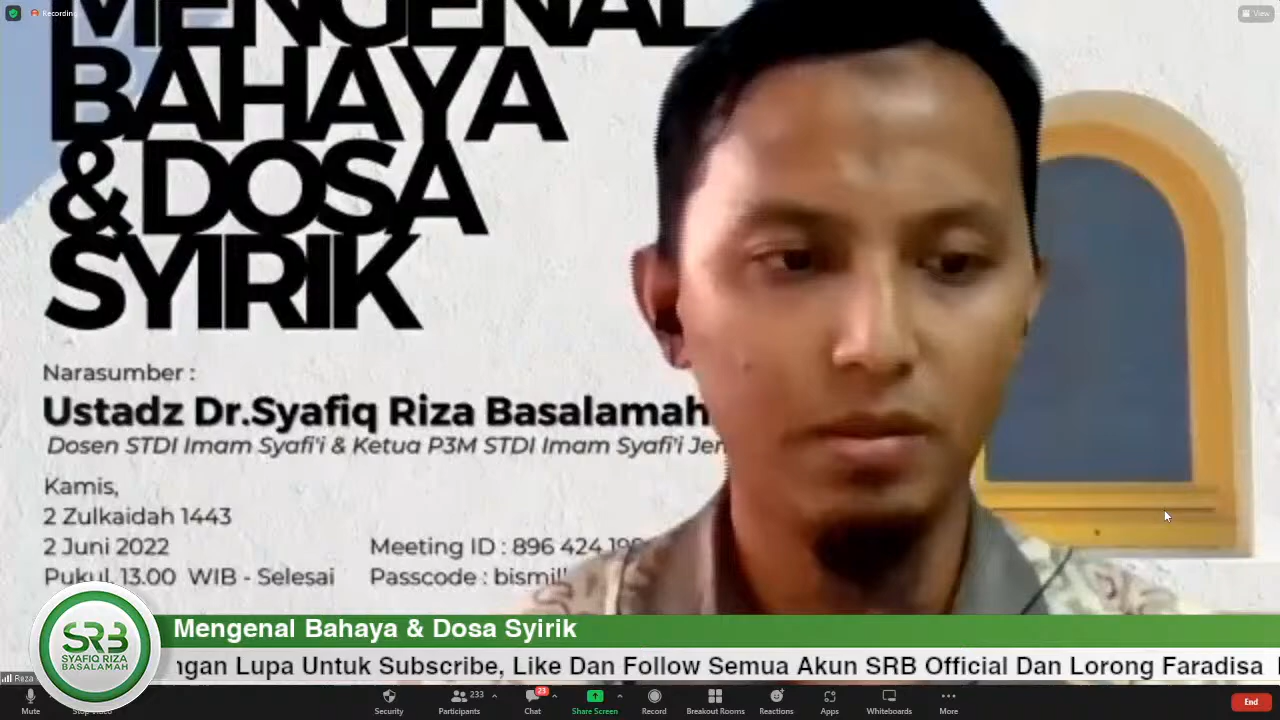 Recording
View
MENGENAL
BAHAYA
& DOSA
SYIRIK
Narasumber :
Ustadz Dr.Syafiq Riza Basalamah
Dosen STDI Imam Syafi'i & Ketua P3M STDI Imam Syafi'i
Kamis,
2 Zulkaidah 1443
2 Juni 2022
Meeting ID : 896 424
Pukul, 13.00 WIB - Selesai
Passcode :
SRB
SYAFIQ RIZA
BASALAMAH
Mengenal Bahaya & Dosa Syirik
ngan Lupa Untuk Subscribe, Like Dan Follow Semua Akun SRB Official Dan Lorong Faradisa
Reza
233
23
Mute
Stop Video
Security
Participants
Chat
Share Screen
Record
Breakout Rooms
Reactions
Apps
Whiteboards
More
End